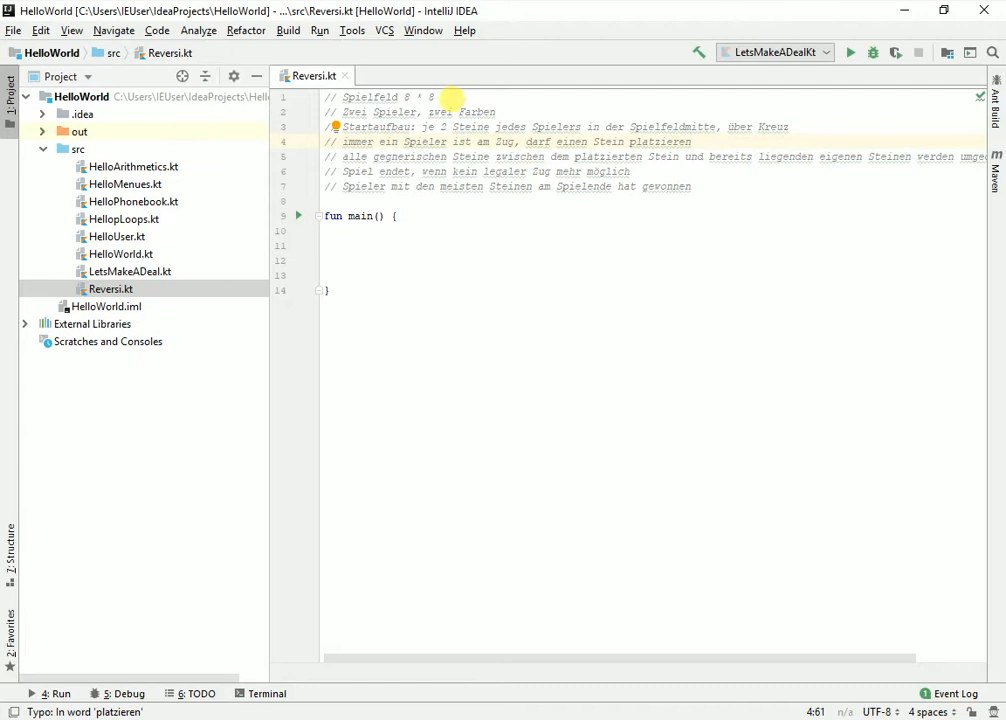 HelloWorld [C:\Users\IEUser\IdeaProjects\HelloWorld] - ...\src\Reversi.kt [HelloWorld] - IntelliJ IDEA
File Edit View Navigate Code Analyze Refactor Build Run Tools VCS Window Help
HelloWorld src Reversi.kt LetsMakeADealKt
Project Reversi.kt
1: Project
HelloWorld C:\Users\IEUser\IdeaProjects\Hell
.idea
out
src
HelloArithmetics.kt
HelloMenues.kt
HelloPhonebook.kt
HellopLoops.kt
HelloUser.kt
HelloWorld.kt
LetsMakeADeal.kt
Reversi.kt
HelloWorld.iml
External Libraries
Scratches and Consoles
1 // Spielfeld 8 * 8
2 // Zwei Spieler, zwei Farben
3 // Startaufbau: je 2 Steine jedes Spielers in der Spielfeldmitte, über Kreuz
4 // immer ein Spieler ist am Zug, darf einen Stein platzieren
5 // alle gegnerischen Steine zwischen dem platzierten Stein und bereits liegenden eigenen Steinen werden umged
6 // Spiel endet, wenn kein legaler Zug mehr möglich
7 // Spieler mit den meisten Steinen am Spielende hat gewonnen
8
9 fun main() {
10
11
12
13
14 }
Ant Build
Maven
7: Structure
2: Favorites
4: Run 5: Debug 6: TODO Terminal 1 Event Log
Typo: In word 'platzieren' 4:61 n/a UTF-8 4 spaces